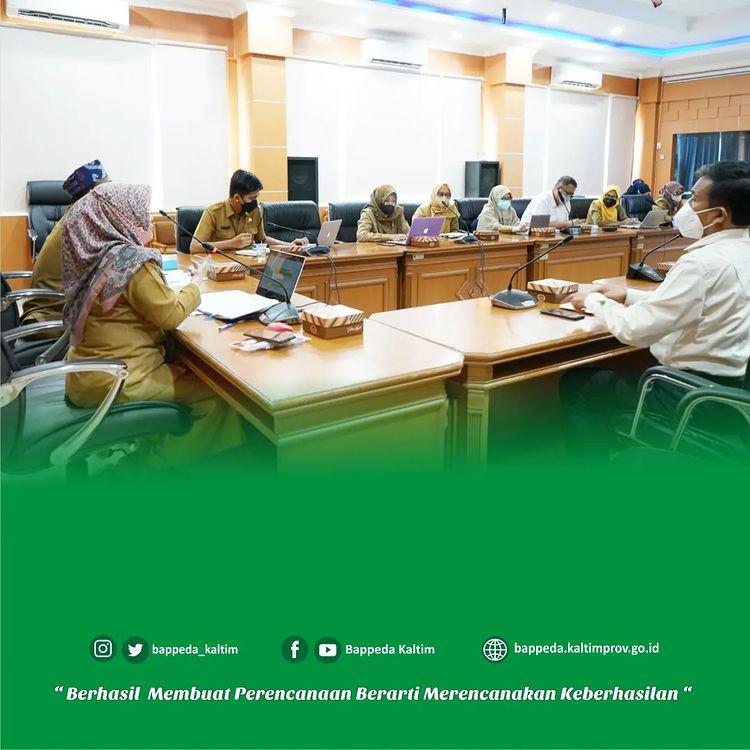 bappeda_kaltim
Bappeda Kaltim
bappeda.kaltimprov.go.id
“ Berhasil Membuat Perencanaan Berarti Merencanakan Keberhasilan “